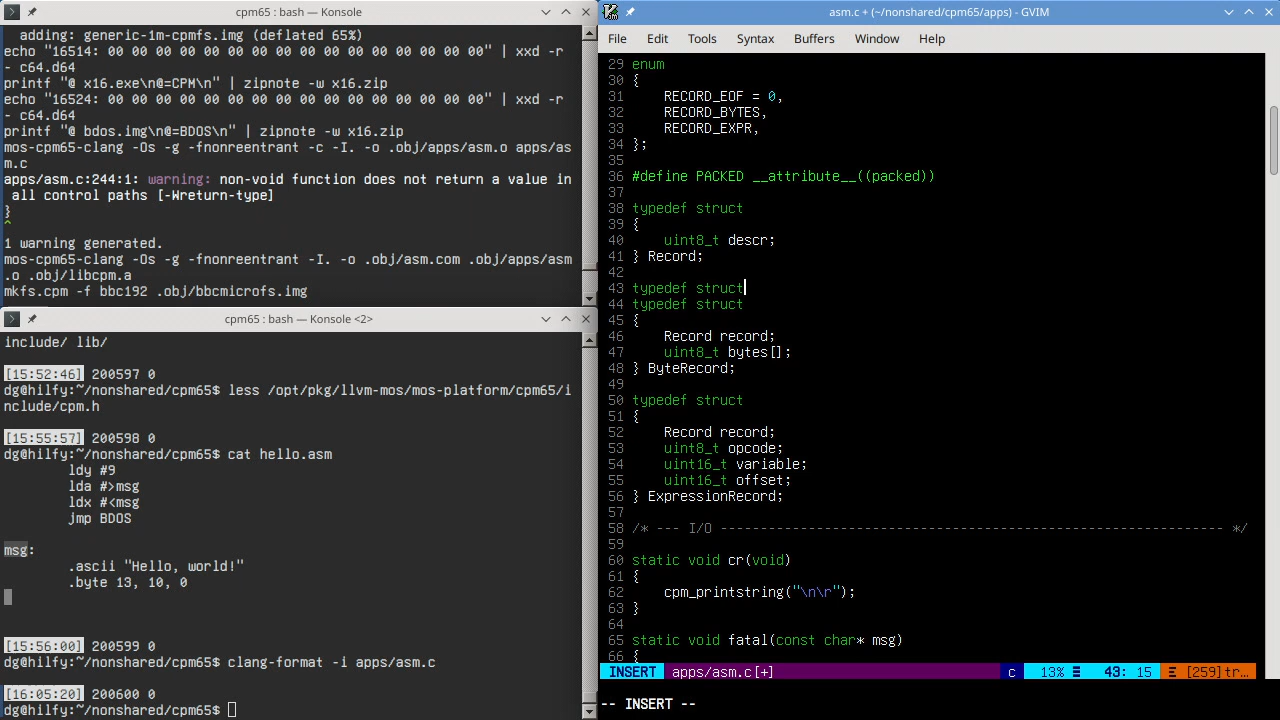 cpm65 : bash — Konsole
adding: generic-1m-cpmfs.img (deflated 65%)
echo "16514: 00 00 00 00 00 00 00 00 00 00 00 00 00 00" | xxd -r
- c64.d64
printf "@ x16.exe\n@=CPM\n" | zipnote -w x16.zip
echo "16524: 00 00 00 00 00 00 00 00 00 00 00 00 00 00" | xxd -r
- c64.d64
printf "@ bdos.img\n@=BDOS\n" | zipnote -w x16.zip
mos-cpm65-clang -Os -g -fnonreentrant -c -I. -o .obj/apps/asm.o apps/as
m.c
apps/asm.c:244:1: warning: non-void function does not return a value in
all control paths [-Wreturn-type]
}
^
1 warning generated.
mos-cpm65-clang -Os -g -fnonreentrant -I. -o .obj/asm.com .obj/apps/asm
.o .obj/libcpm.a
mkfs.cpm -f bbc192 .obj/bbcmicrofs.img
cpm65 : bash — Konsole <2>
include/ lib/
[15:52:46] 200597 0
dg@hilfy:~/nonshared/cpm65$ less /opt/pkg/llvm-mos/mos-platform/cpm65/i
nclude/cpm.h
[15:55:57] 200598 0
dg@hilfy:~/nonshared/cpm65$ cat hello.asm
ldy #9
lda #>msg
ldx #<msg
jmp BDOS
msg:
.ascii "Hello, world!"
.byte 13, 10, 0
[15:56:00] 200599 0
dg@hilfy:~/nonshared/cpm65$ clang-format -i apps/asm.c
[16:05:20] 200600 0
dg@hilfy:~/nonshared/cpm65$
asm.c + (~/nonshared/cpm65/apps) - GVIM
File Edit Tools Syntax Buffers Window Help
29 enum
30 {
31 RECORD_EOF = 0,
32 RECORD_BYTES,
33 RECORD_EXPR,
34 };
35
36 #define PACKED __attribute__((packed))
37
38 typedef struct
39 {
40 uint8_t descr;
41 } Record;
42
43 typedef struct
44 typedef struct
45 {
46 Record record;
47 uint8_t bytes[];
48 } ByteRecord;
49
50 typedef struct
51 {
52 Record record;
53 uint8_t opcode;
54 uint16_t variable;
55 uint16_t offset;
56 } ExpressionRecord;
57
58 /* --- I/O --------------------------------------------------------------- */
59
60 static void cr(void)
61 {
62 cpm_printstring("\n\r");
63 }
64
65 static void fatal(const char* msg)
66 {
INSERT apps/asm.c[+] c 13% ☰ 43: 15 Ξ [259]tr…
-- INSERT --